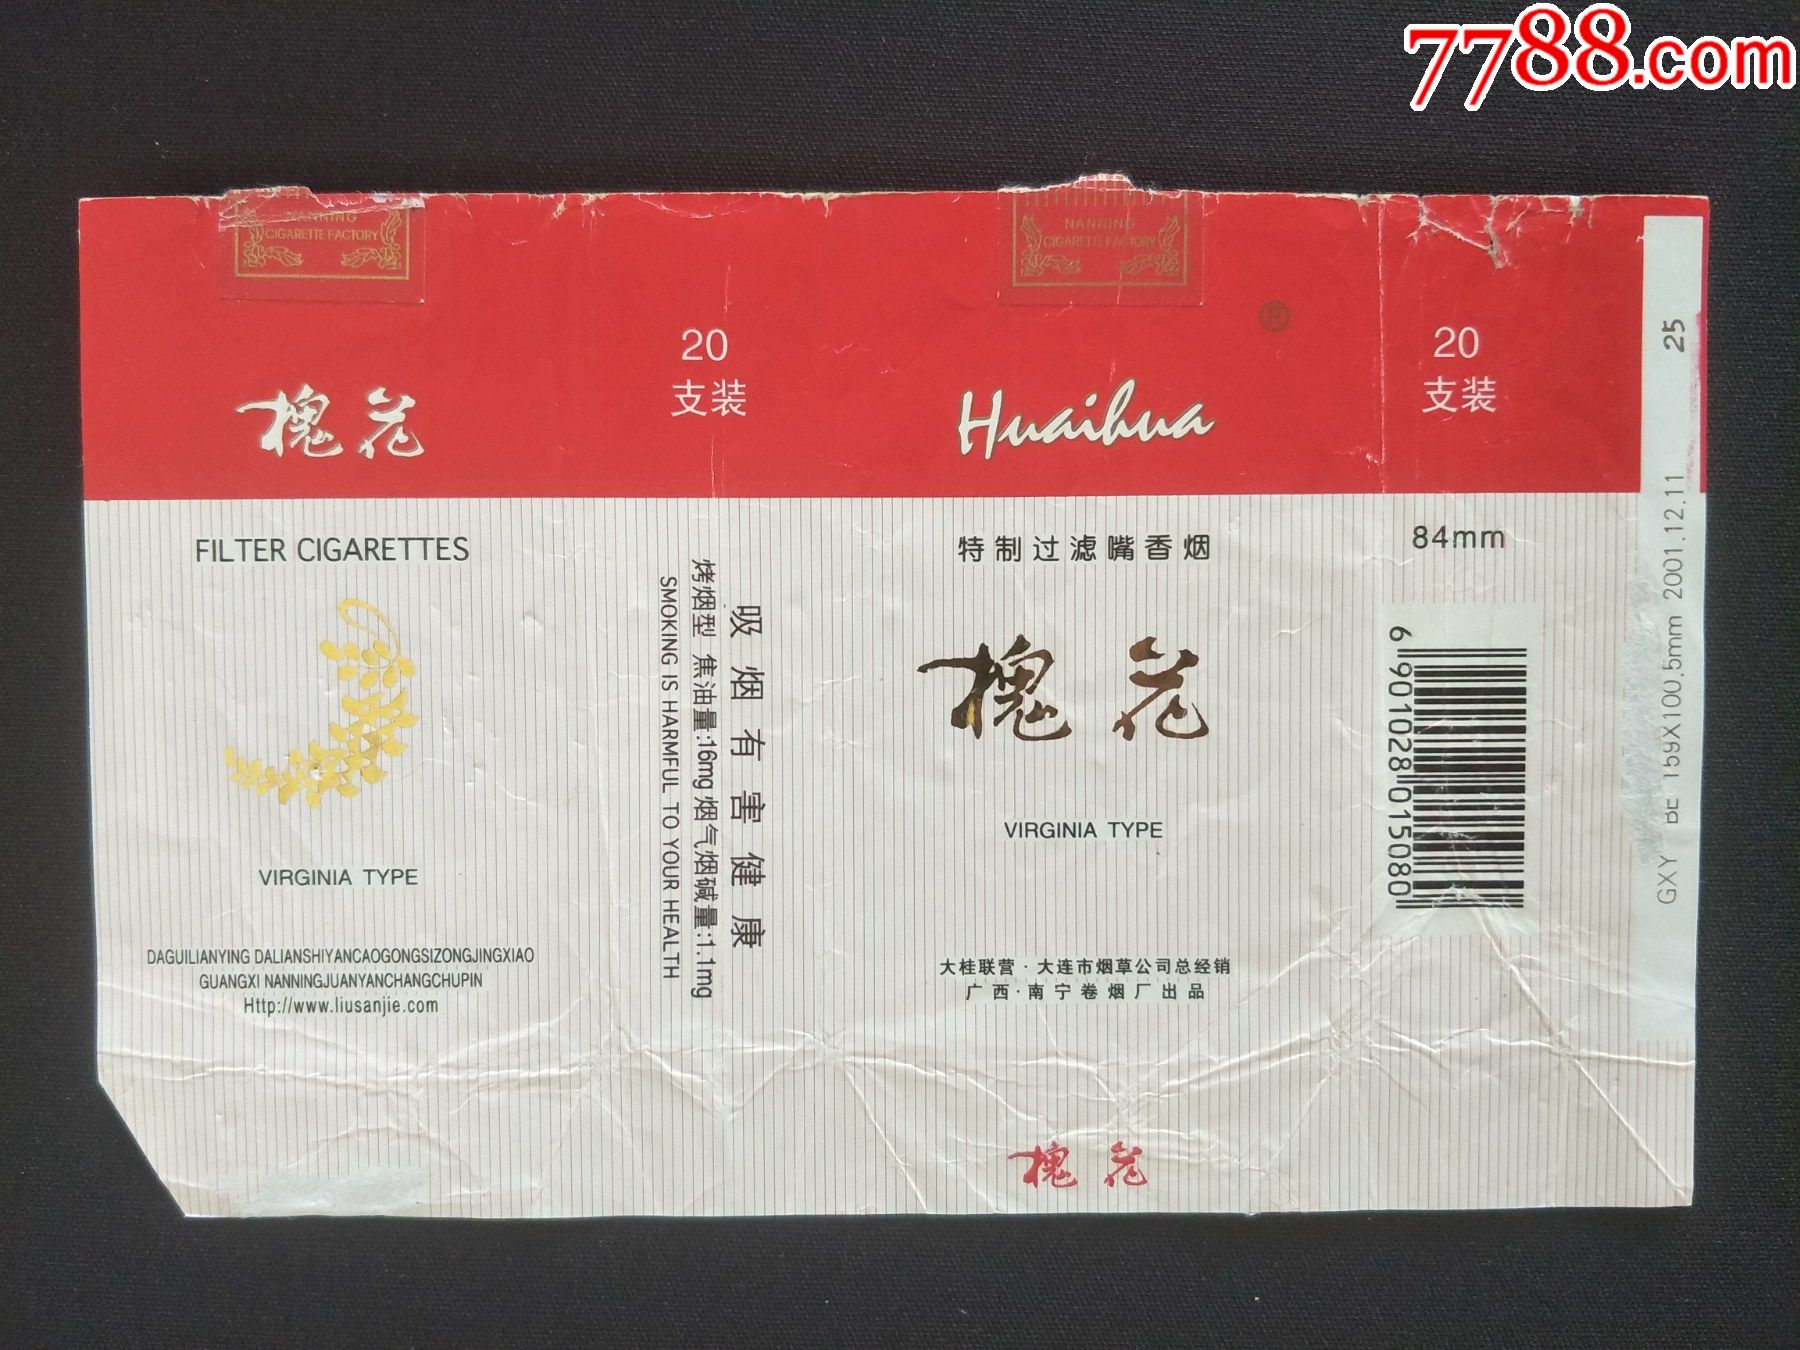 7788.com
NANNING
CIGARETTE FACTORY
槐花
FILTER CIGARETTES
VIRGINIA TYPE
DAGUILIANYING DALIANSHIYANCAOGONGSIZONGJINGXIAO
GUANGXI NANNINGJUANYANCHANGCHUPIN
Http://www.liusanjie.com
20
支装
吸烟有害健康
烤烟型 焦油量:16mg 烟气烟碱量:1.1mg
SMOKING IS HARMFUL TO YOUR HEALTH
NANNING
CIGARETTE FACTORY
®
Huaihua
特制过滤嘴香烟
槐花
VIRGINIA TYPE
大桂联营·大连市烟草公司总经销
广西·南宁卷烟厂出品
槐花
20
支装
84mm
6 901028 015080
GXY 159X100.5mm 2001.12.11 25